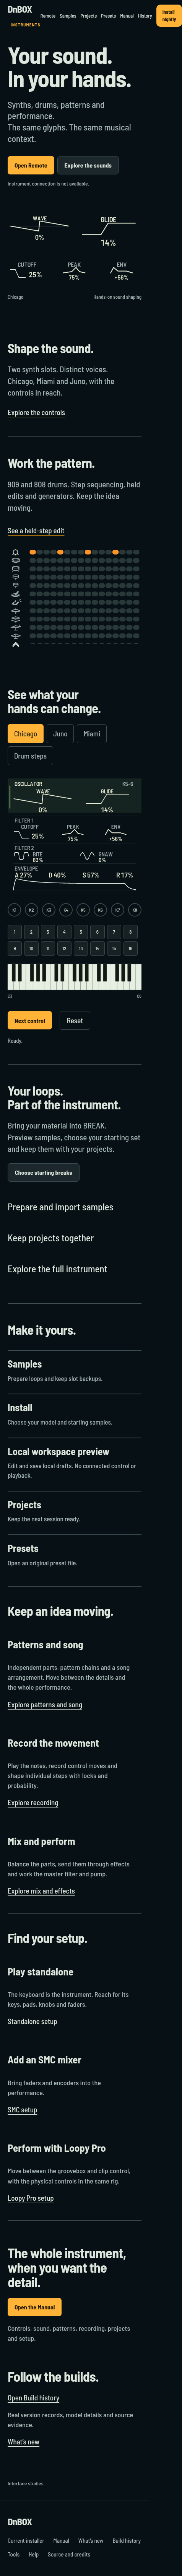 DnBOX
INSTRUMENTS
Remote Samples Projects Presets Manual History
Install
nightly
Your sound.
In your hands.
Synths, drums, patterns and
performance.
The same glyphs. The same musical
context.
Open Remote
Explore the sounds
Instrument connection is not available.
WAVE
0%
GLIDE
14%
CUTOFF
25%
PEAK
75%
ENV
+56%
Chicago
Hands-on sound shaping
Shape the sound.
Two synth slots. Distinct voices.
Chicago, Miami and Juno, with the
controls in reach.
Explore the controls
Work the pattern.
909 and 808 drums. Step sequencing, held
edits and generators. Keep the idea
moving.
See a held-step edit
See what your
hands can change.
Chicago
Juno
Miami
Drum steps
OSCILLATOR
K5-6
WAVE
0%
GLIDE
14%
FILTER 1
CUTOFF
25%
PEAK
75%
ENV
+56%
FILTER 2
BITE
63%
GNAW
0%
ENVELOPE
A 27% D 40% S 57% R 17%
K1 K2 K3 K4 K5 K6 K7 K8
1 2 3 4 5 6 7 8
9 10 11 12 13 14 15 16
C3
C6
Next control
Reset
Ready.
Your loops.
Part of the instrument.
Bring your material into BREAK.
Preview samples, choose your starting set
and keep them with your projects.
Choose starting breaks
Prepare and import samples
Keep projects together
Explore the full instrument
Make it yours.
Samples
Prepare loops and keep slot backups.
Install
Choose your model and starting samples.
Local workspace preview
Edit and save local drafts. No connected control or
playback.
Projects
Keep the next session ready.
Presets
Open an original preset file.
Keep an idea moving.
Patterns and song
Independent parts, pattern chains and a song
arrangement. Move between the details and
the whole performance.
Explore patterns and song
Record the movement
Play the notes, record control moves and
shape individual steps with locks and
probability.
Explore recording
Mix and perform
Balance the parts, send them through effects
and work the master filter and pump.
Explore mix and effects
Find your setup.
Play standalone
The keyboard is the instrument. Reach for its
keys, pads, knobs and faders.
Standalone setup
Add an SMC mixer
Bring faders and encoders into the
performance.
SMC setup
Perform with Loopy Pro
Move between the groovebox and clip control,
with the physical controls in the same rig.
Loopy Pro setup
The whole instrument,
when you want the
detail.
Open the Manual
Controls, sound, patterns, recording, projects
and setup.
Follow the builds.
Open Build history
Real version records, model details and source
evidence.
What's new
Interface studies
DnBOX
Current installer Manual What's new Build history
Tools Help Source and credits